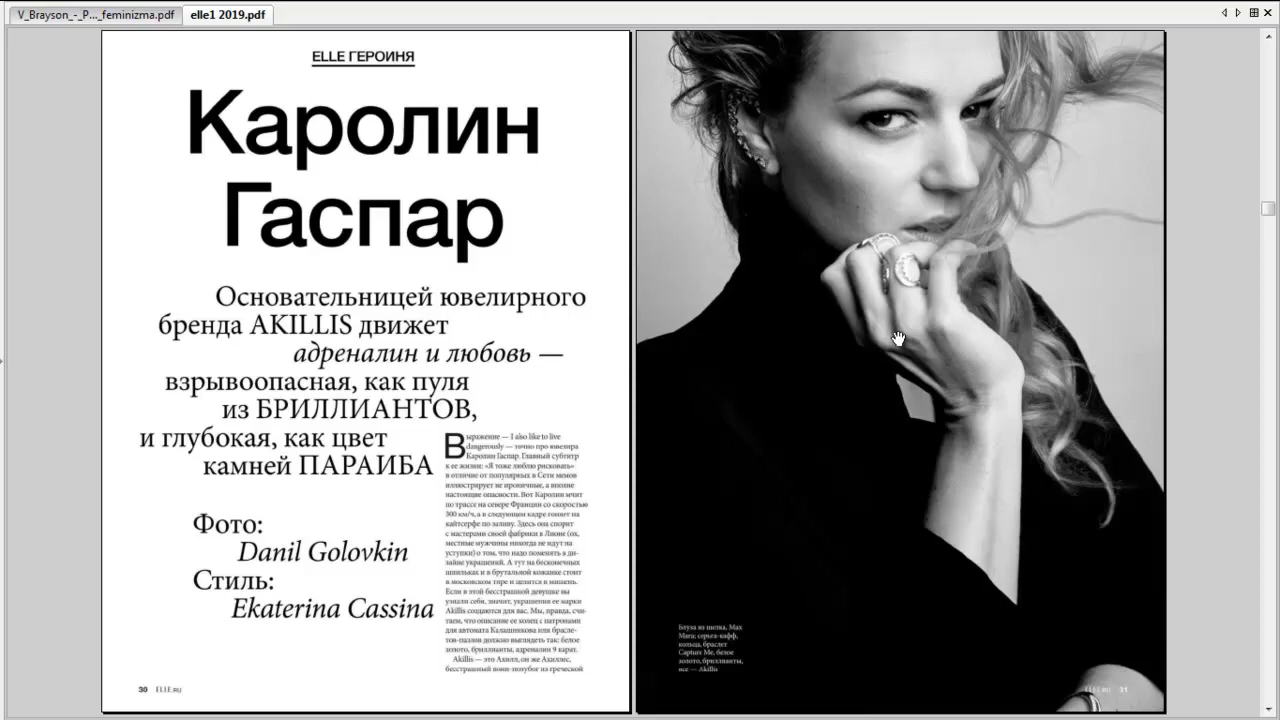 V_Brayson_-_P..._feminizma.pdf
elle1 2019.pdf
ELLE ГЕРОИНЯ
Каролин
Гаспар
Основательницей ювелирного
бренда AKILLIS движет
адреналин и любовь —
взрывоопасная, как пуля
из БРИЛЛИАНТОВ,
и глубокая, как цвет
камней ПАРАИБА
Фото:
Danil Golovkin
Стиль:
Ekaterina Cassina
Выражение — I also like to live
dangerously — точно про ювелира
Каролин Гаспар. Главный субтитр
к ее жизни: «Я тоже люблю рисковать»
в отличие от популярных в Сети мемов
иллюстрирует не ироничные, а вполне
настоящие опасности. Вот Каролин мчит
по трассе на севере Франции со скоростью
300 км/ч, а в следующем кадре гоняет на
кайтсерфе по заливу. Здесь она спорит
с мастерами своей фабрики в Лионе (ох,
местные мужчины никогда не идут на
уступки) о том, что надо поменять в ди-
зайне украшений. А тут на бесконечных
шпильках и в брутальной кожанке стоит
в московском тире и целится в мишень.
Если в этой бесстрашной девушке вы
узнали себя, значит, украшения ее марки
Akillis создаются для вас. Мы, правда, счи-
таем, что описание ее колец с патронами
для автомата Калашникова или брасле-
тов-пазлов должно выглядеть так: белое
золото, бриллианты, адреналин 9 карат.
Akillis — это Ахилл, он же Ахиллес,
бесстрашный воин-полубог из греческой
30 ELLE.RU
Блуза из шелка, Max
Mara; серьга-кафф,
кольца, браслет
Capture Me, белое
золото, бриллианты,
все — Akillis
ELLE.RU 31